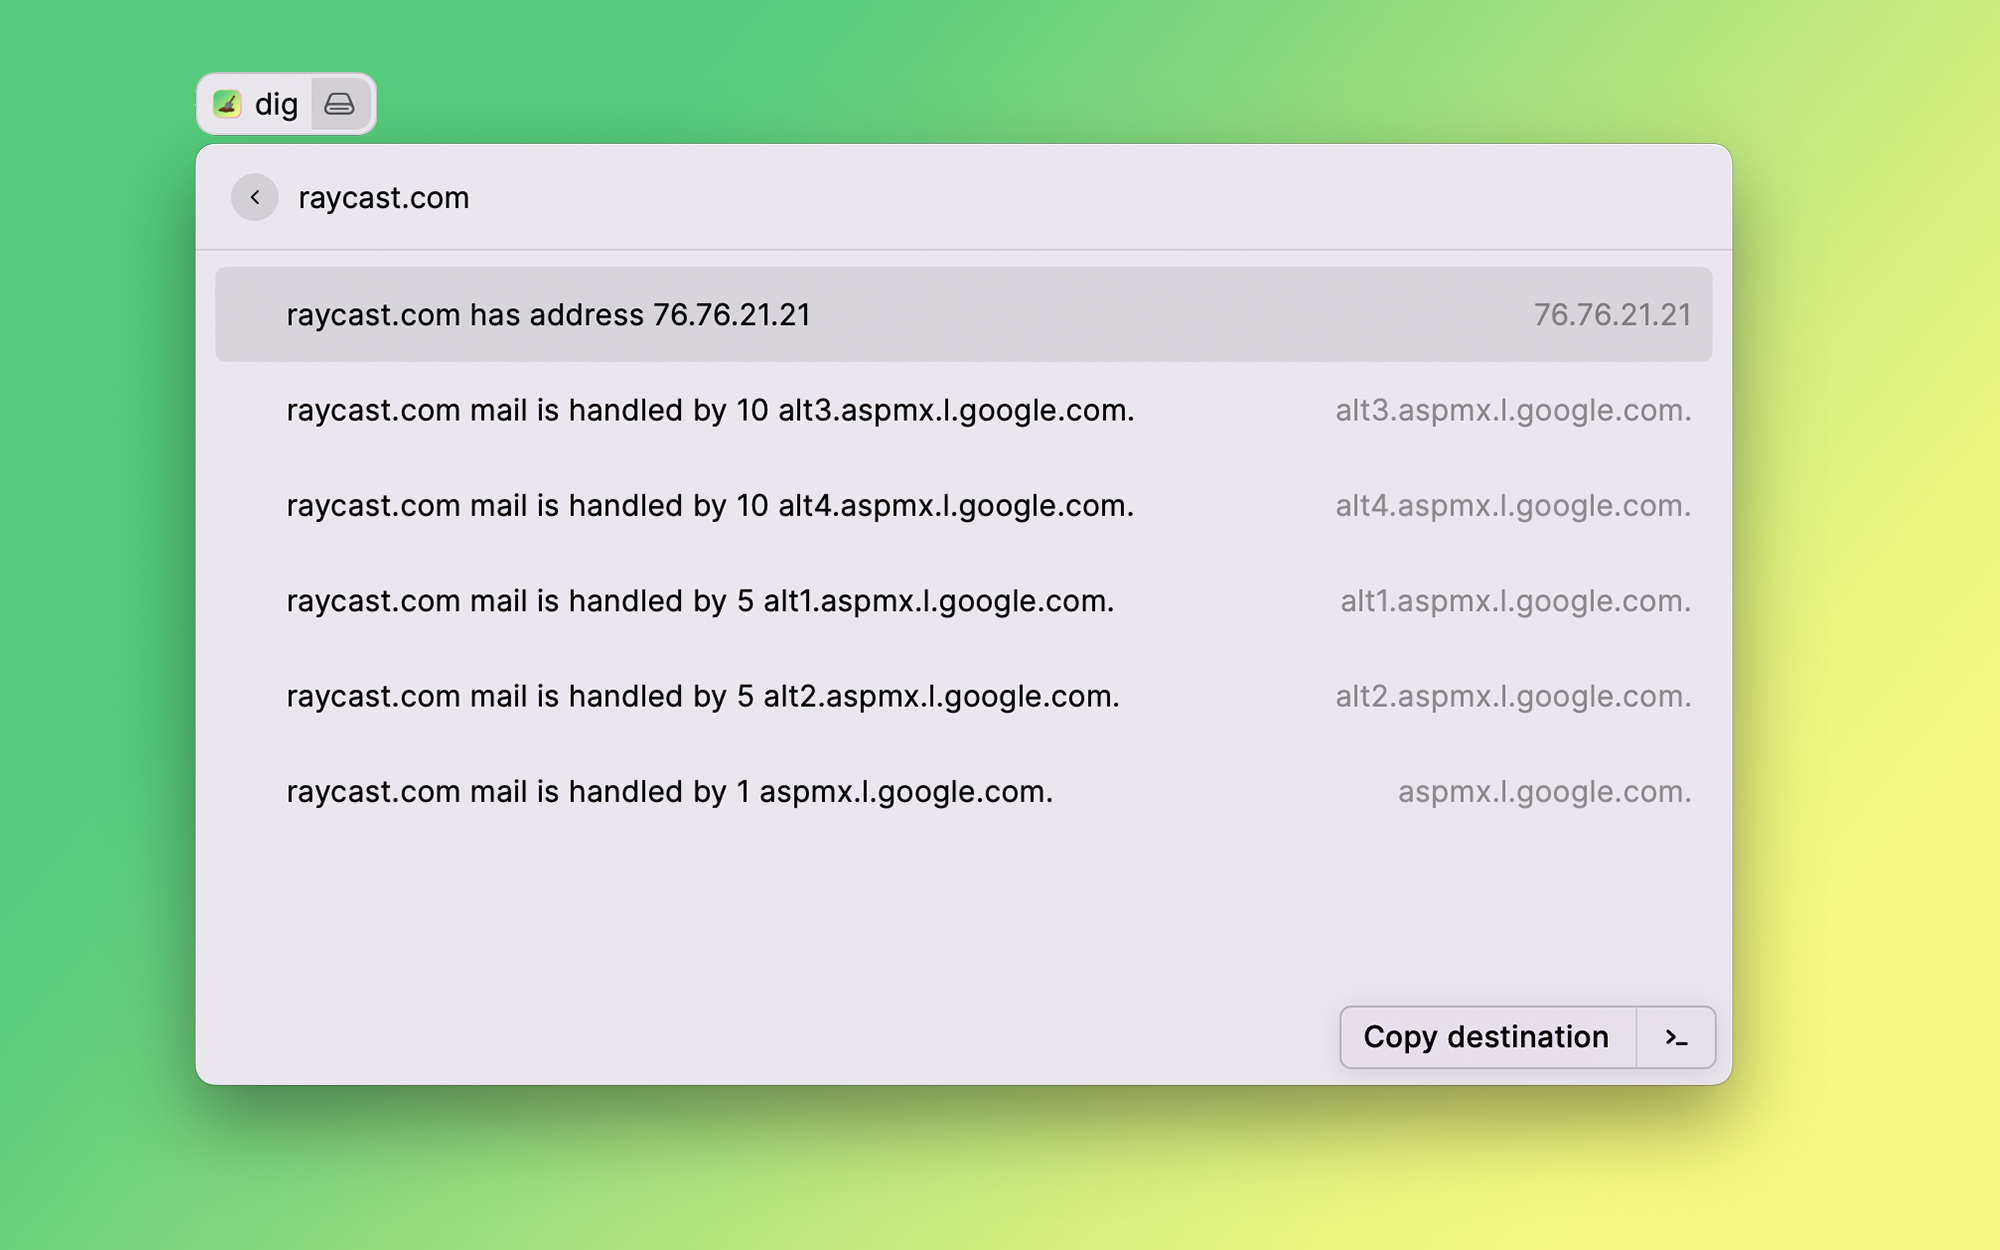 dig
raycast.com
raycast.com has address 76.76.21.21 76.76.21.21
raycast.com mail is handled by 10 alt3.aspmx.l.google.com. alt3.aspmx.l.google.com.
raycast.com mail is handled by 10 alt4.aspmx.l.google.com. alt4.aspmx.l.google.com.
raycast.com mail is handled by 5 alt1.aspmx.l.google.com. alt1.aspmx.l.google.com.
raycast.com mail is handled by 5 alt2.aspmx.l.google.com. alt2.aspmx.l.google.com.
raycast.com mail is handled by 1 aspmx.l.google.com. aspmx.l.google.com.
Copy destination